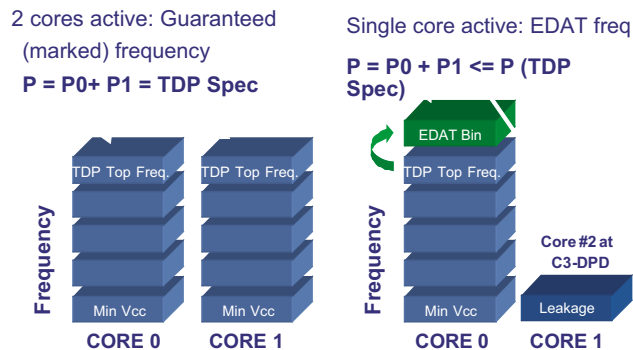 2 cores active: Guaranteed
(marked) frequency
P = P0+ P1 = TDP Spec
TDP Top Freq.
TDP Top Freq.
Frequency
Min Vcc
Min Vcc
CORE 0
CORE 1
Single core active: EDAT freq
P = P0 + P1 <= P (TDP
Spec)
EDAT Bin
TDP Top Freq.
Frequency
Core #2 at
C3-DPD
Min Vcc
Leakage
CORE 0
CORE 1